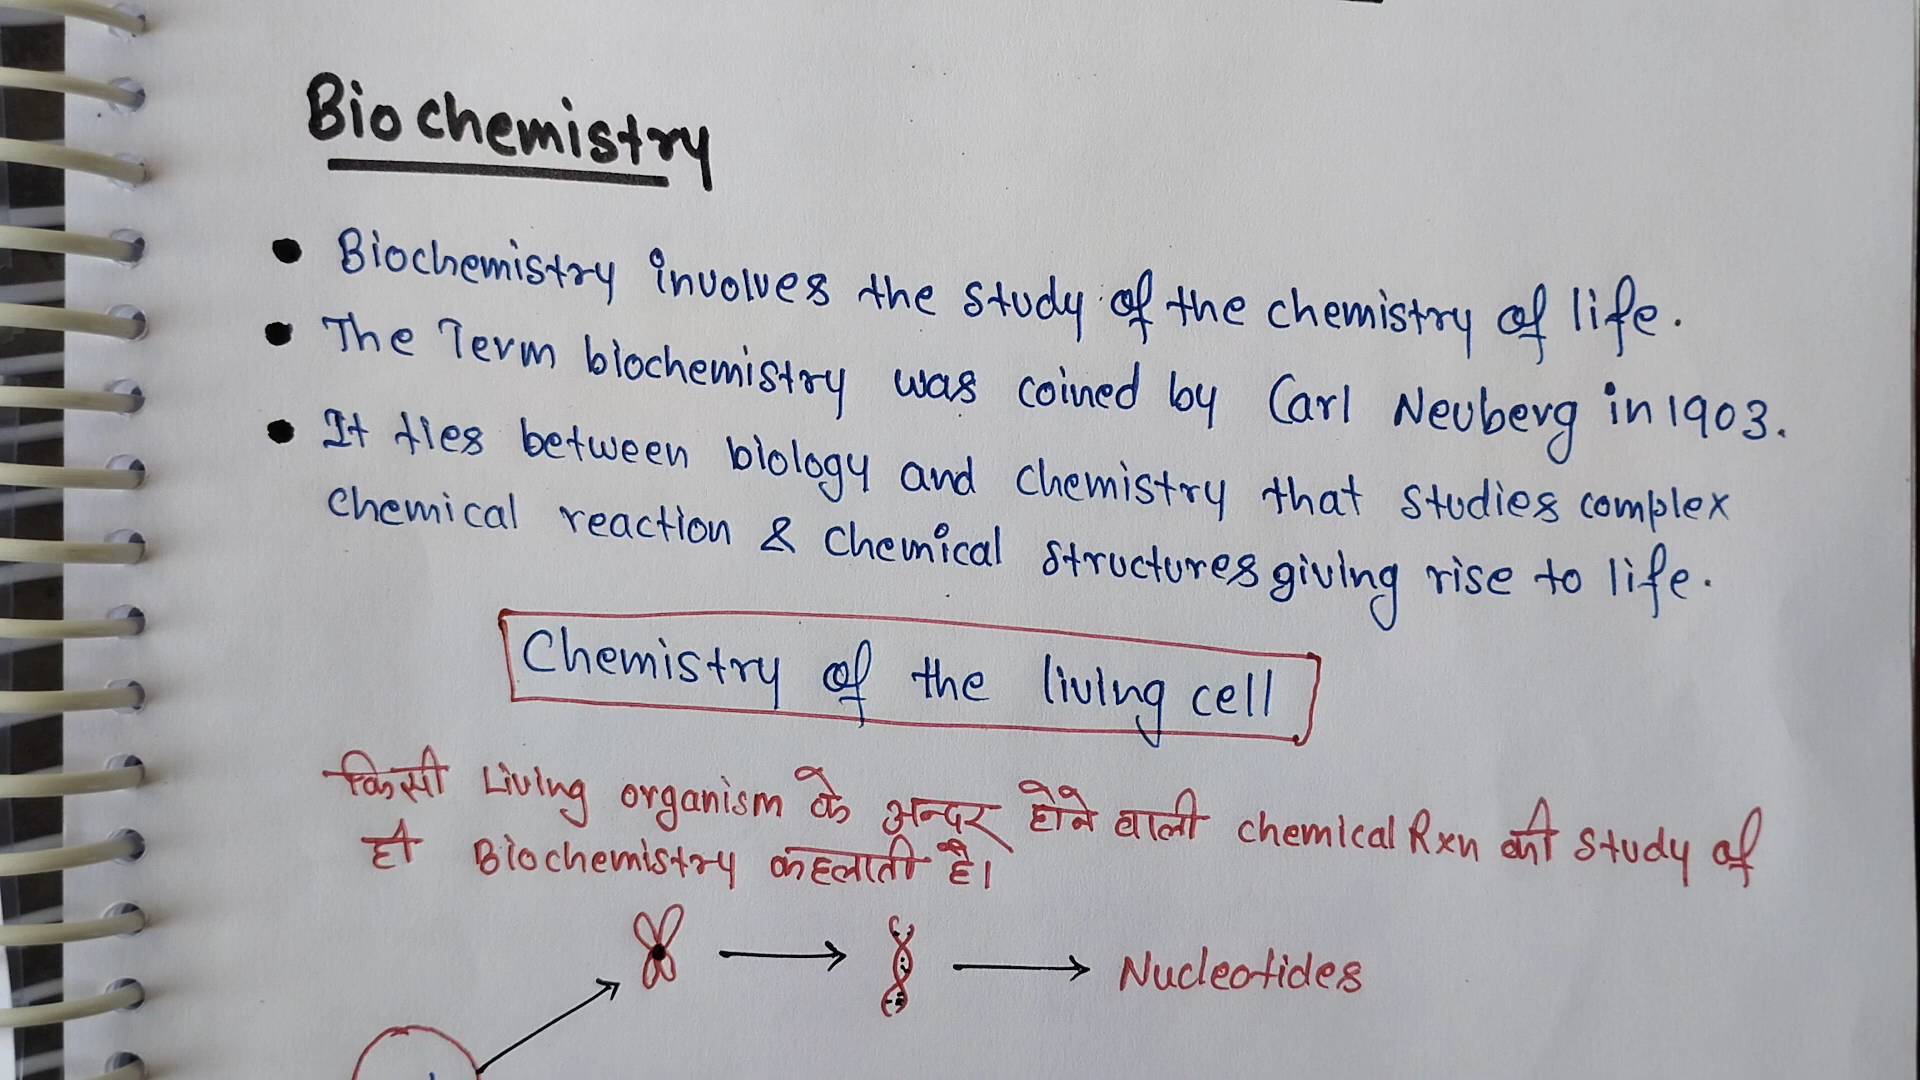 Biochemistry
• Biochemistry involves the study of the chemistry of life.
• The Term biochemistry was coined by Carl Neuberg in 1903.
• It ties between biology and chemistry that studies complex
chemical reaction & chemical structures giving rise to life.
Chemistry of the living cell
किसी Living organism के अन्दर होने वाली chemical Rxn की study of
ही Biochemistry कहलाती है।
Nucleotides